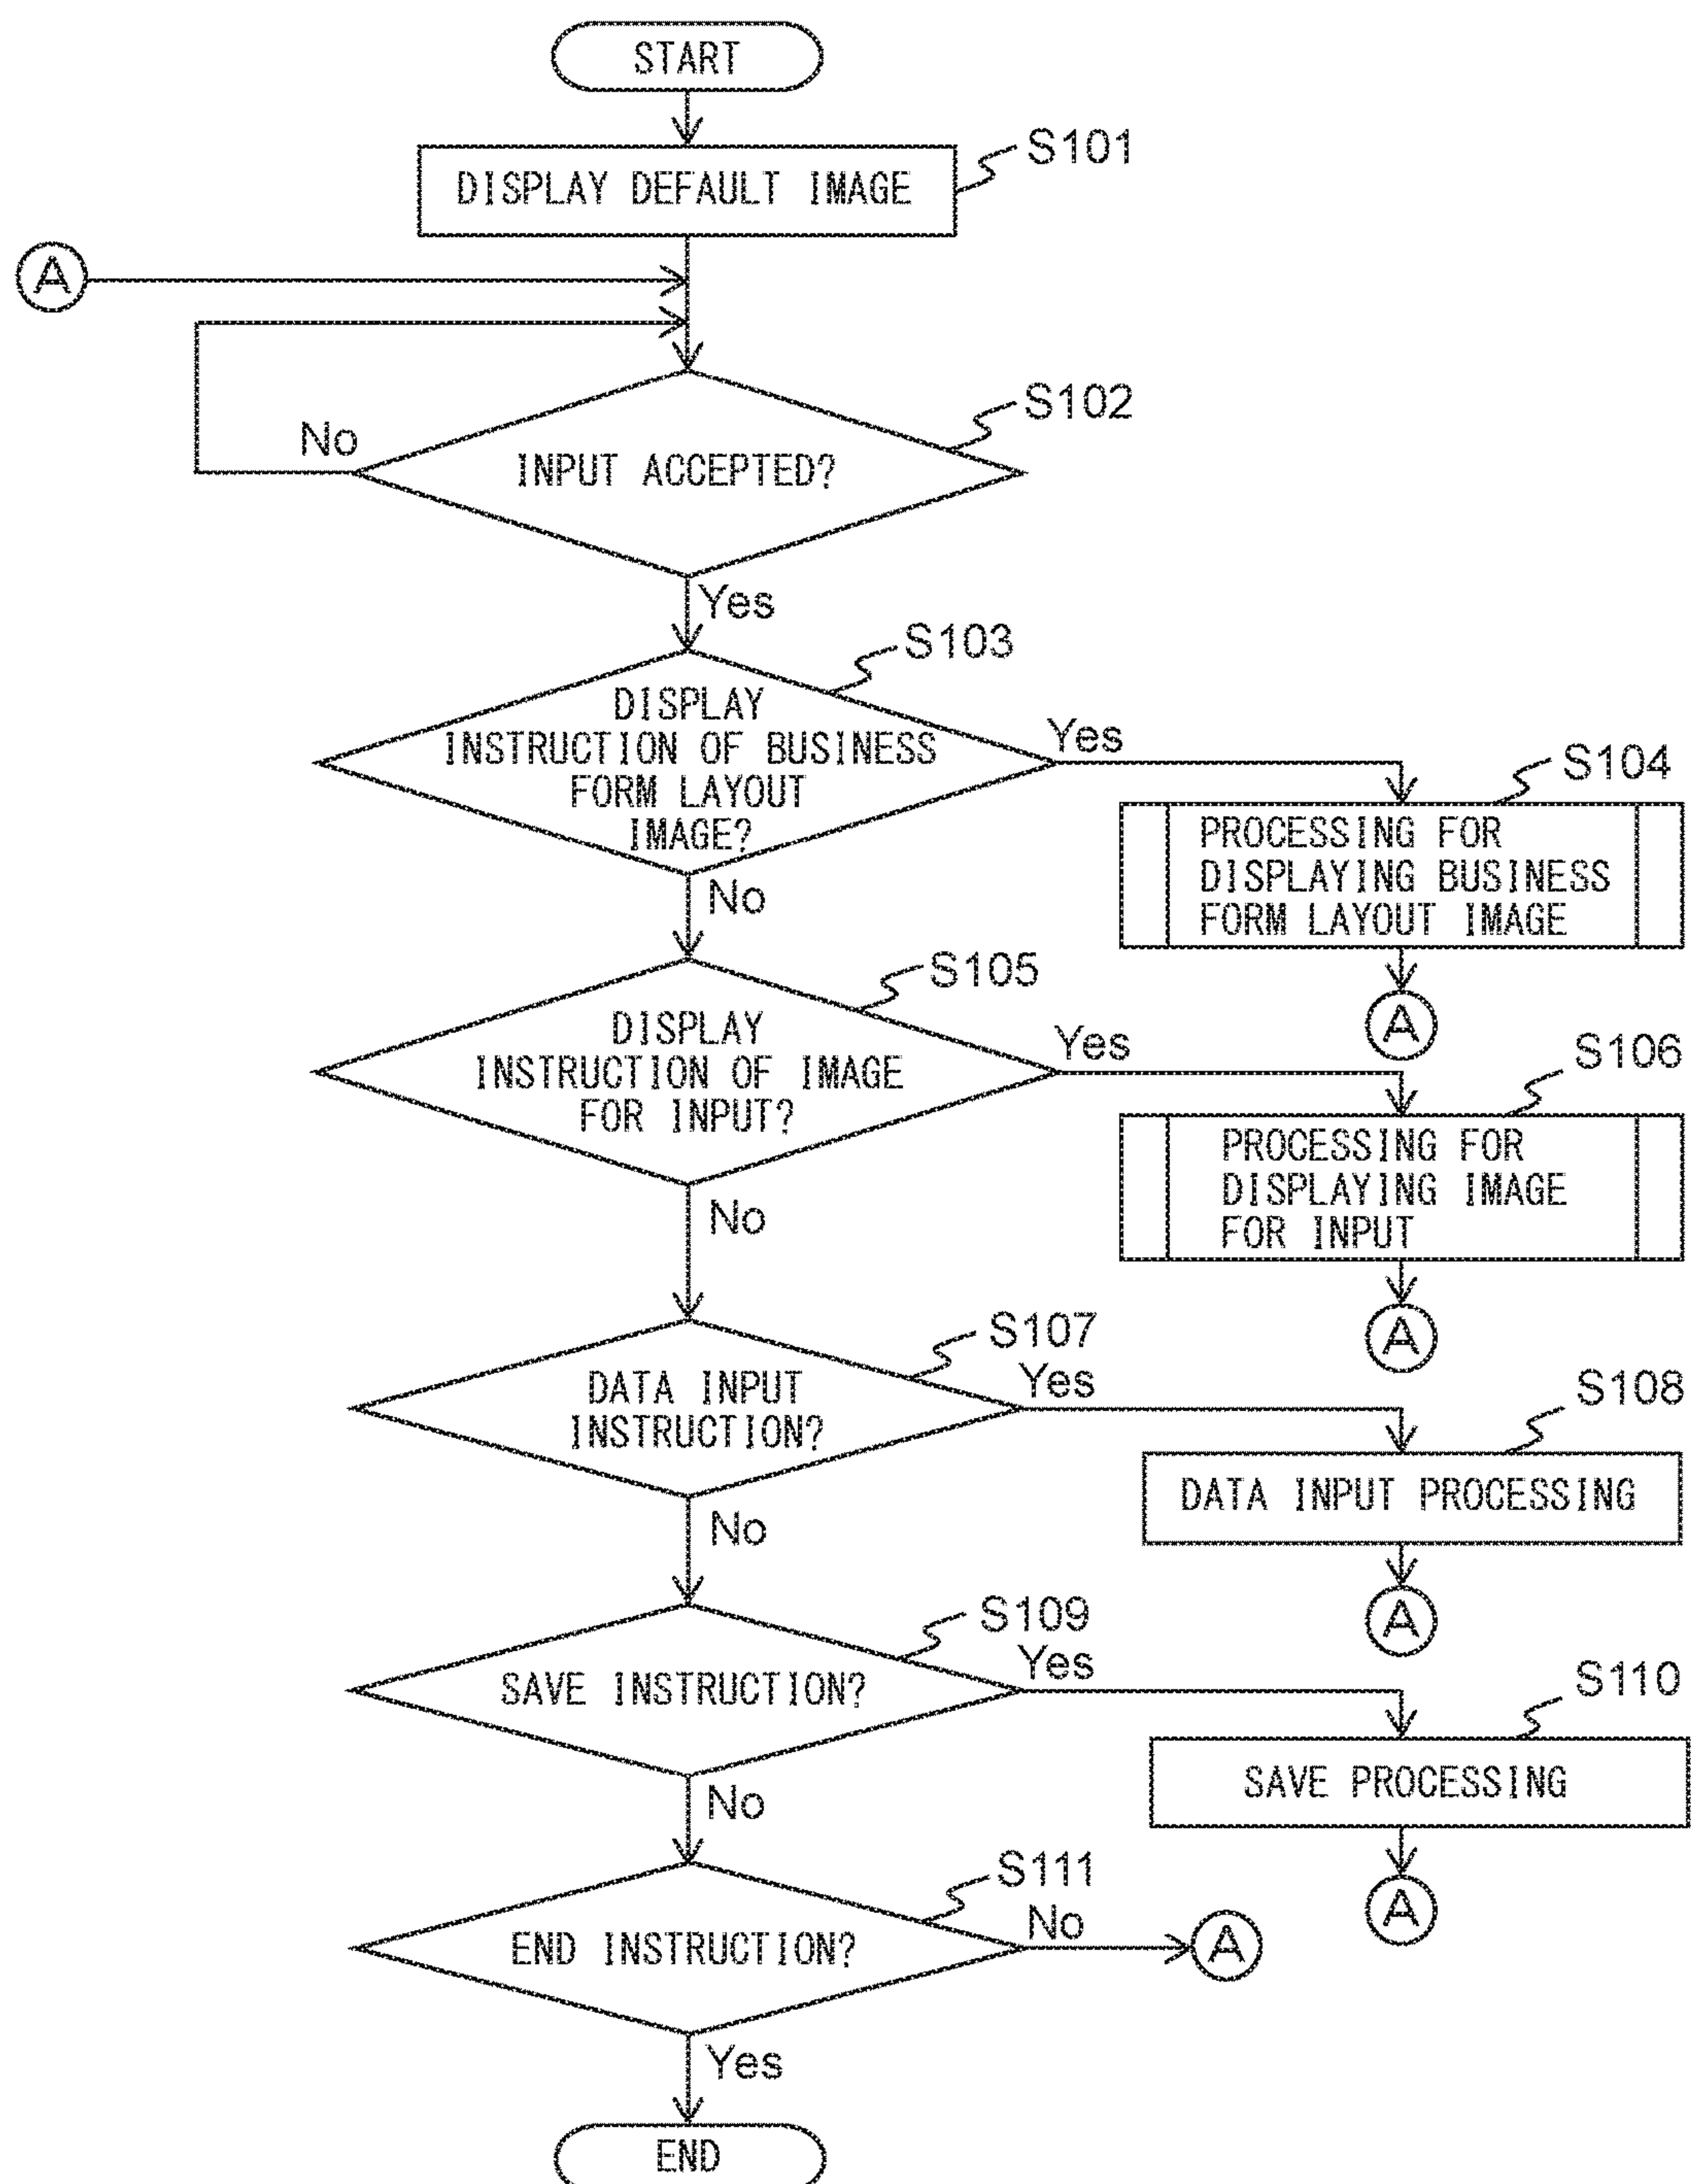 START
S101
DISPLAY DEFAULT IMAGE
A
S102
No
INPUT ACCEPTED?
Yes
S103
DISPLAY
INSTRUCTION OF BUSINESS
FORM LAYOUT
IMAGE?
Yes
S104
PROCESSING FOR
DISPLAYING BUSINESS
FORM LAYOUT IMAGE
A
No
S105
DISPLAY
INSTRUCTION OF IMAGE
FOR INPUT?
Yes
S106
PROCESSING FOR
DISPLAYING IMAGE
FOR INPUT
A
No
S107
DATA INPUT
INSTRUCTION?
Yes
S108
DATA INPUT PROCESSING
A
No
S109
SAVE INSTRUCTION?
Yes
S110
SAVE PROCESSING
A
No
S111
END INSTRUCTION?
No
A
Yes
END